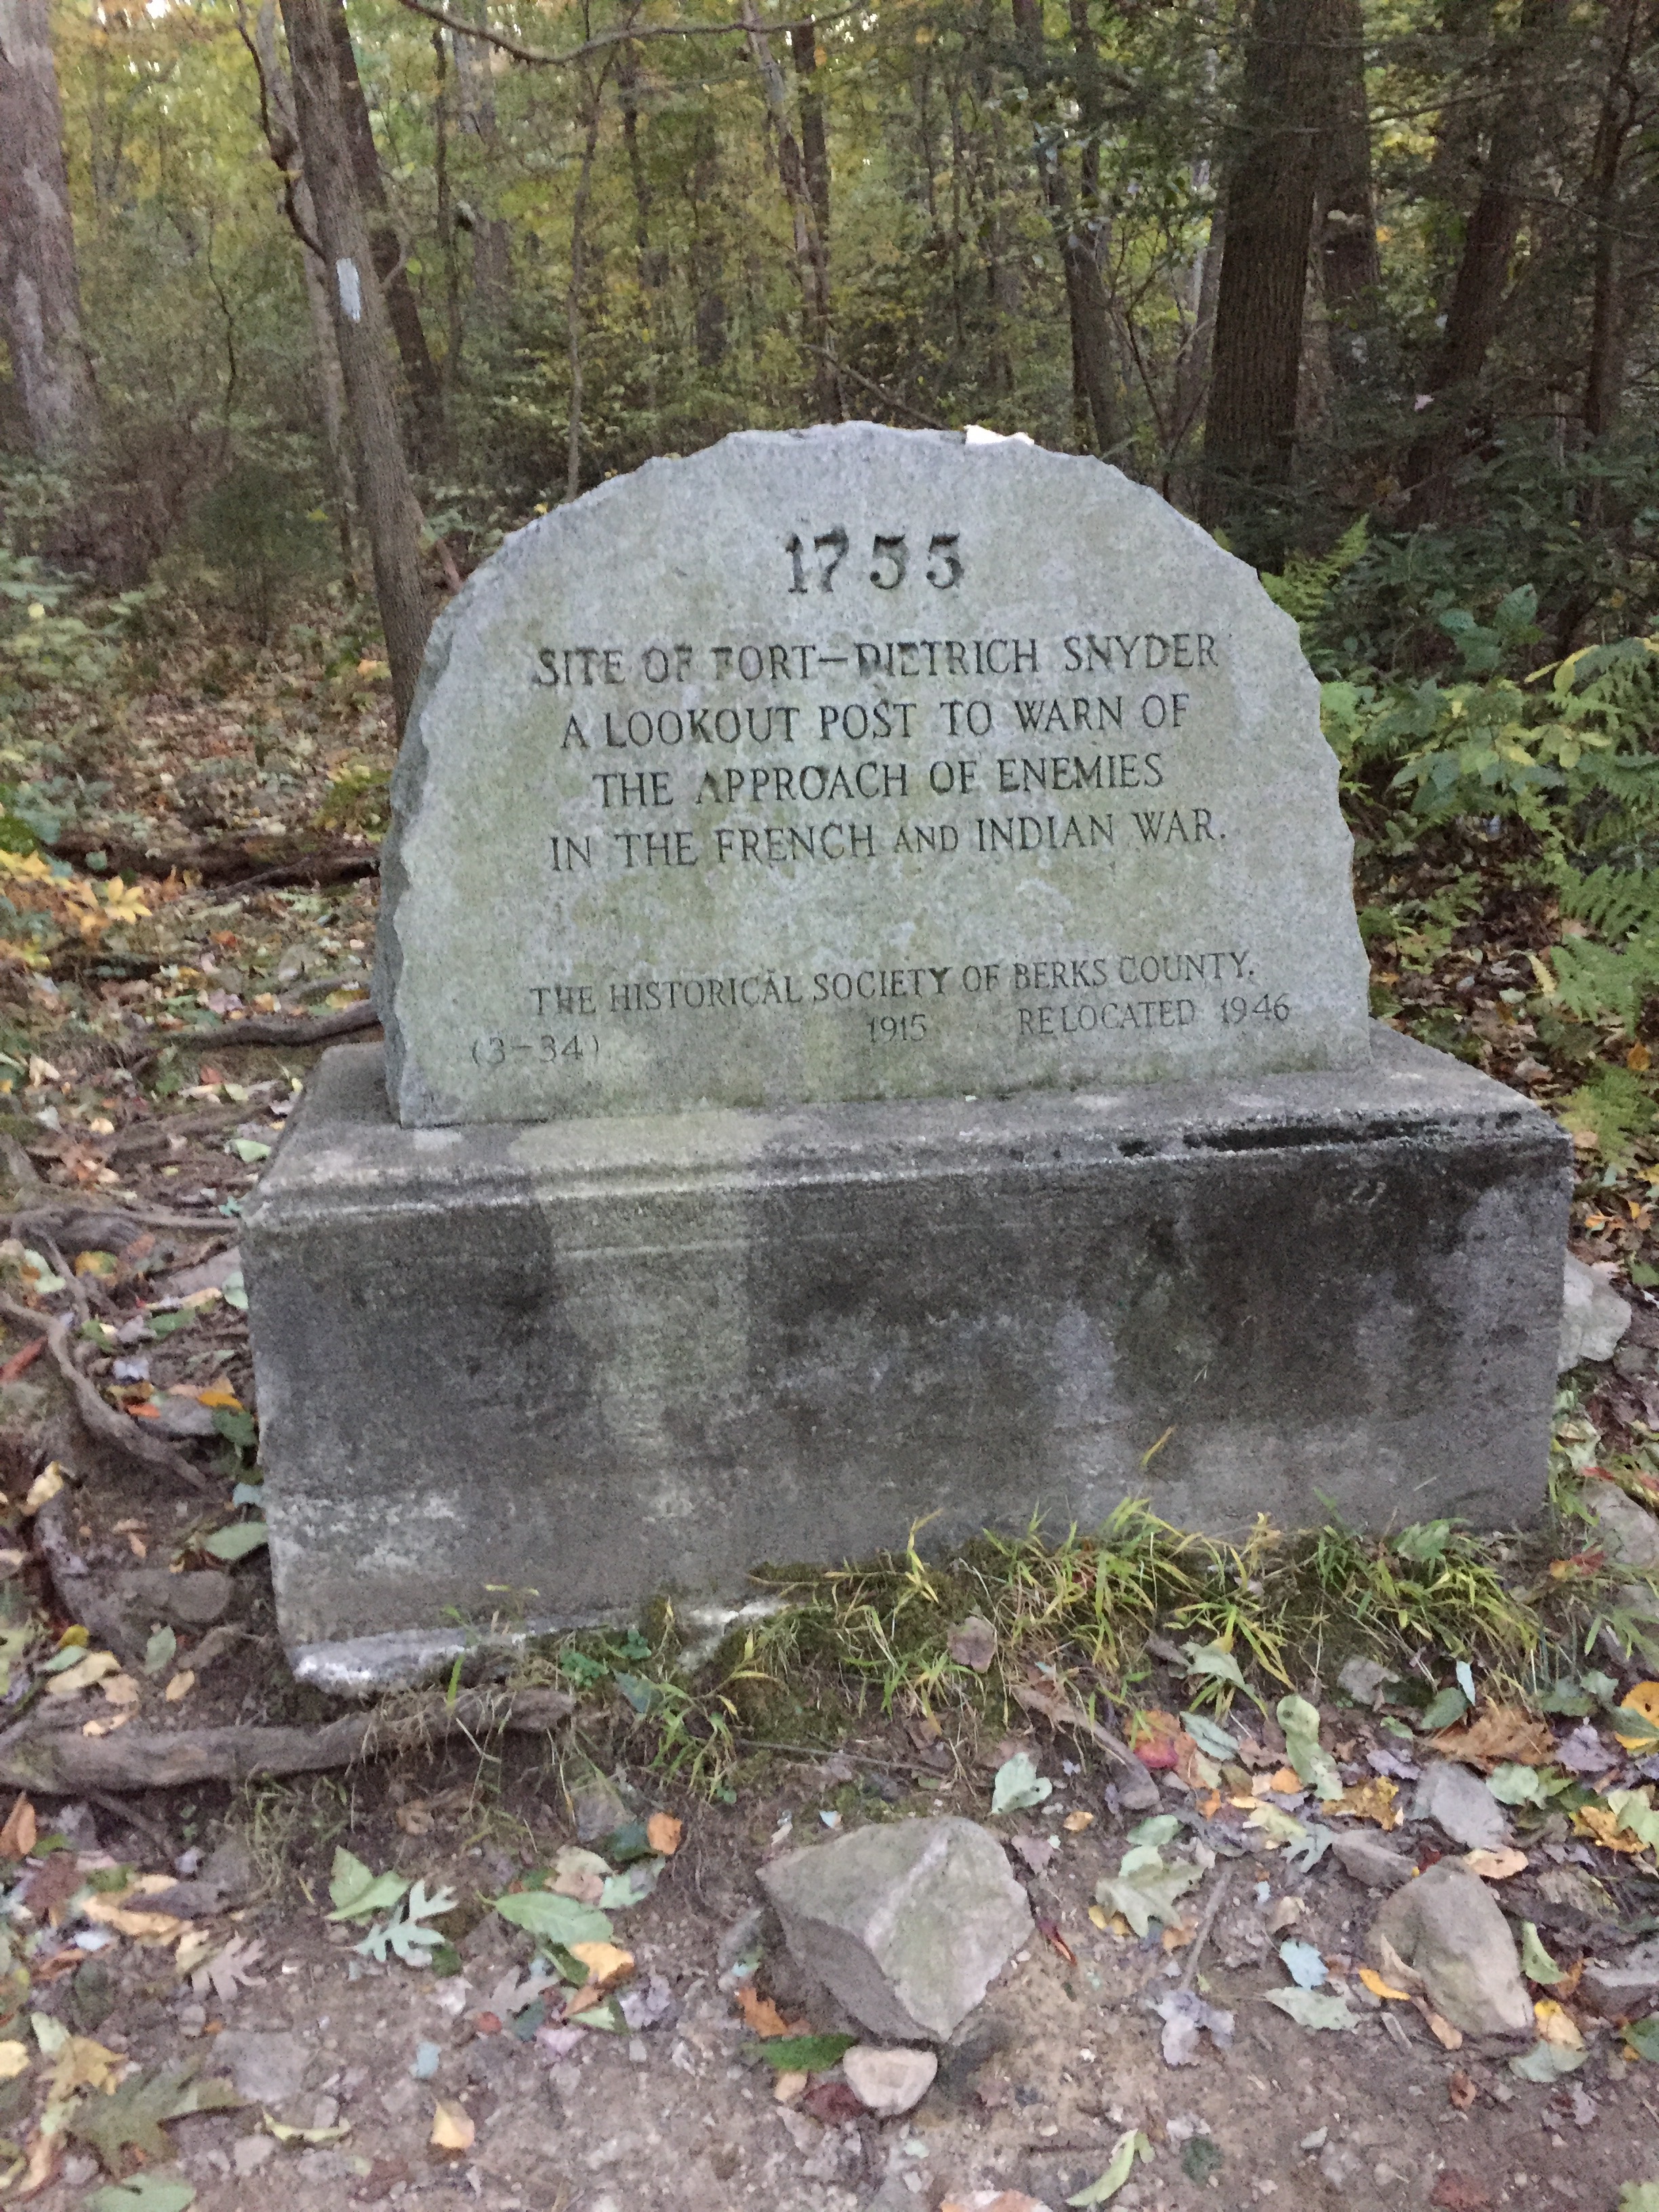 1755
SITE OF FORT-DIETRICH SNYDER
A LOOKOUT POST TO WARN OF
THE APPROACH OF ENEMIES
IN THE FRENCH AND INDIAN WAR.
THE HISTORICAL SOCIETY OF BERKS COUNTY.
(3-34) 1915 RELOCATED 1946